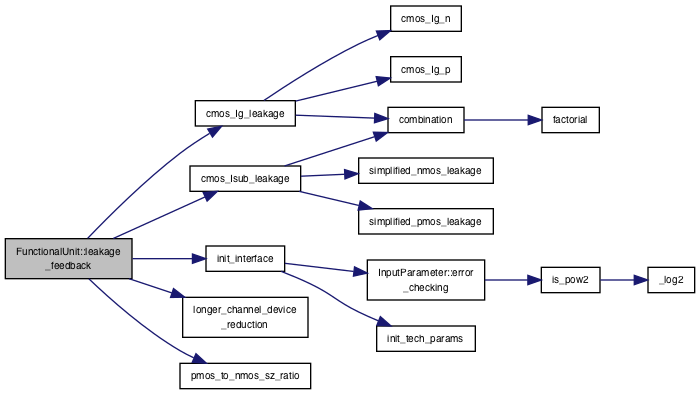 cmos_Ig_n
cmos_Ig_p
cmos_Ig_leakage
combination
factorial
cmos_Isub_leakage
simplified_nmos_leakage
simplified_pmos_leakage
FunctionalUnit::leakage
_feedback
init_interface
InputParameter::error
_checking
is_pow2
_log2
longer_channel_device
_reduction
init_tech_params
pmos_to_nmos_sz_ratio